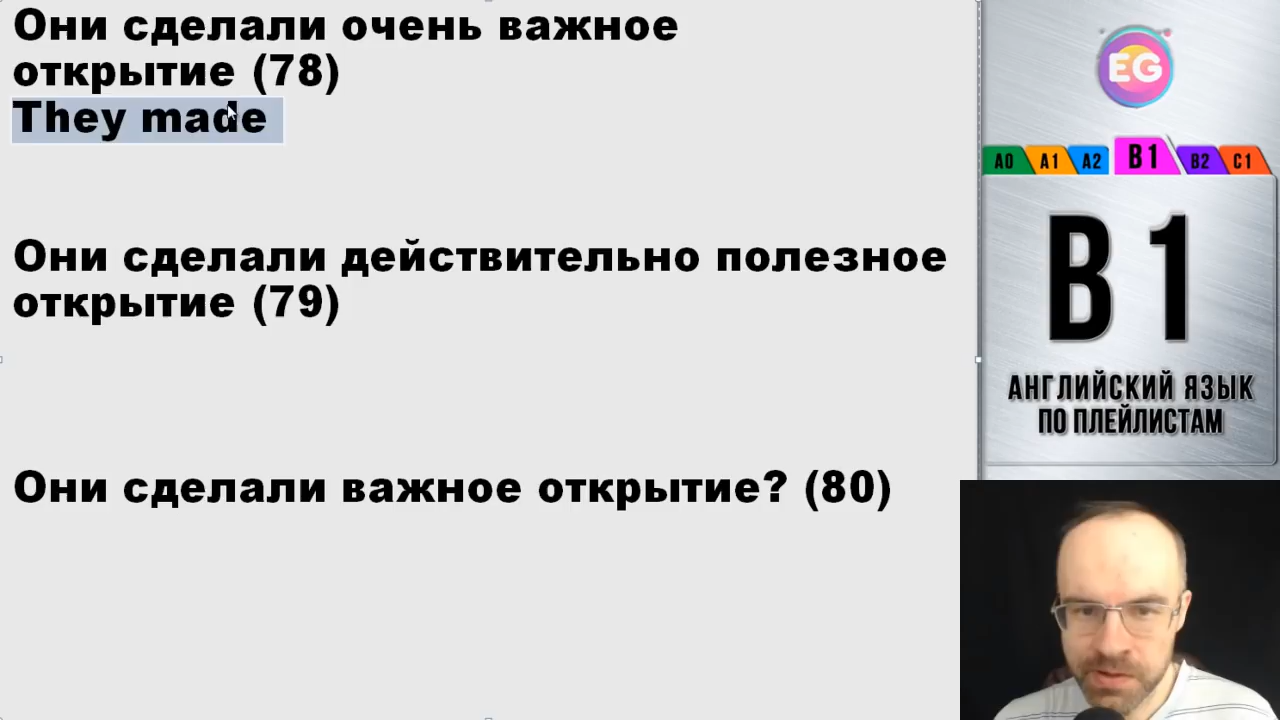 Они сделали очень важное
открытие (78)
They made
Они сделали действительно полезное
открытие (79)
Они сделали важное открытие? (80)
EG
A0 A1 A2 B1 B2 C1
B1
АНГЛИЙСКИЙ ЯЗЫК
ПО ПЛЕЙЛИСТАМ